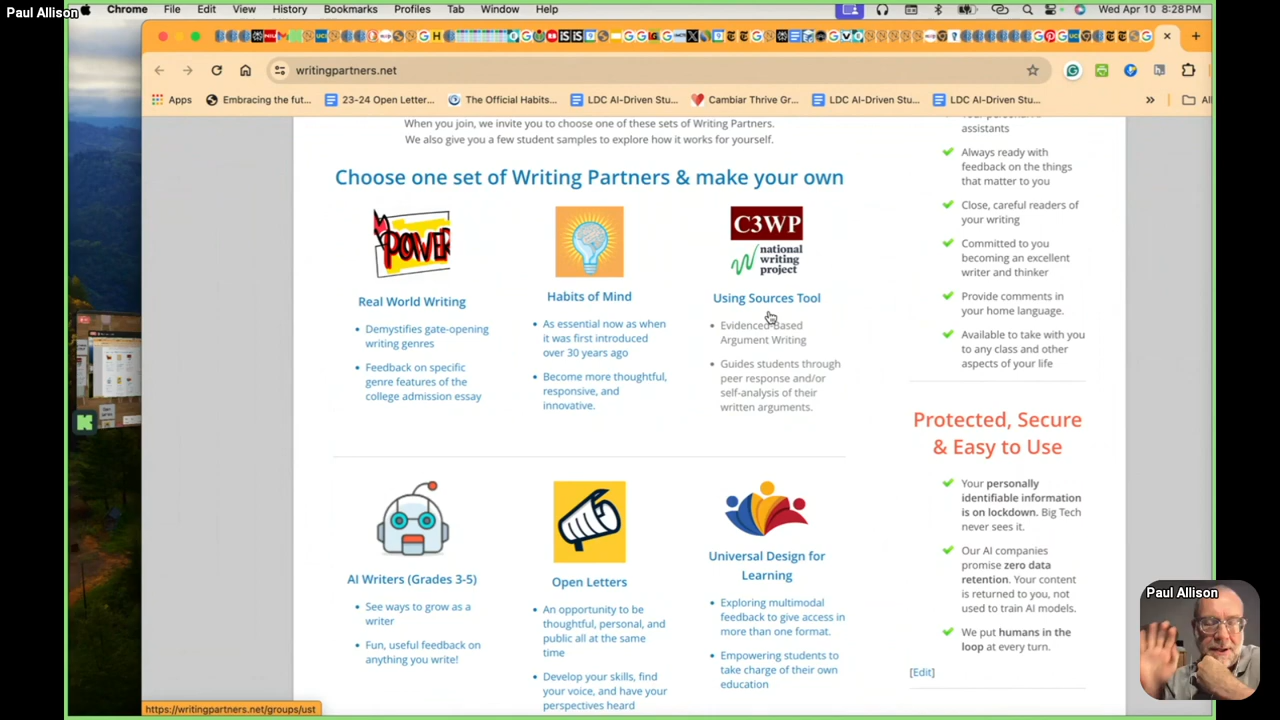 Paul Allison
Chrome File Edit View History Bookmarks Profiles Tab Window Help Wed Apr 10 8:28 PM
writingpartners.net
Apps Embracing the fut... 23-24 Open Letter... The Official Habits... LDC AI-Driven Stu... Cambiar Thrive Gr... LDC AI-Driven Stu... LDC AI-Driven Stu... » All
When you join, we invite you to choose one of these sets of Writing Partners.
We also give you a few student samples to explore how it works for yourself.
Choose one set of Writing Partners & make your own
POWER
Real World Writing
Demystifies gate-opening
writing genres
Feedback on specific
genre features of the
college admission essay
Habits of Mind
As essential now as when
it was first introduced
over 30 years ago
Become more thoughtful,
responsive, and
innovative.
C3WP
national
writing
project
Using Sources Tool
Evidenced-Based
Argument Writing
Guides students through
peer response and/or
self-analysis of their
written arguments.
AI Writers (Grades 3-5)
See ways to grow as a
writer
Fun, useful feedback on
anything you write!
Open Letters
An opportunity to be
thoughtful, personal, and
public all at the same
time
Develop your skills, find
your voice, and have your
perspectives heard
Universal Design for
Learning
Exploring multimodal
feedback to give access in
more than one format.
Empowering students to
take charge of their own
education
assistants
Always ready with
feedback on the things
that matter to you
Close, careful readers of
your writing
Committed to you
becoming an excellent
writer and thinker
Provide comments in
your home language.
Available to take with you
to any class and other
aspects of your life
Protected, Secure
& Easy to Use
Your personally
identifiable information
is on lockdown. Big Tech
never sees it.
Our AI companies
promise zero data
retention. Your content
is returned to you, not
used to train AI models.
We put humans in the
loop at every turn.
[Edit]
Paul Allison
https://writingpartners.net/groups/ust